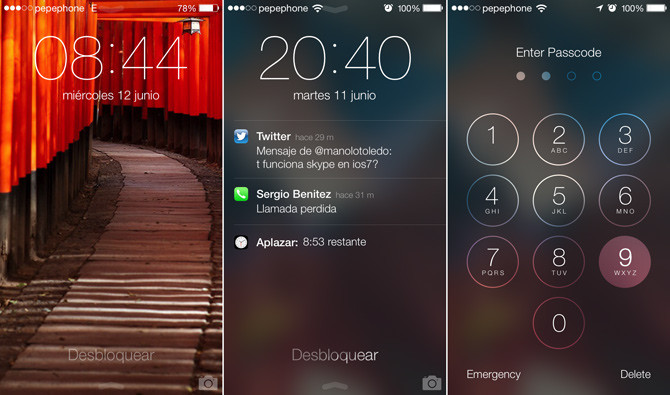 pepephone E 78%
08:44
miércoles 12 junio
Desbloquear
pepephone 100%
20:40
martes 11 junio
Twitter hace 29 m
Mensaje de @manolotoledo:
t funciona skype en ios7?
Sergio Benitez hace 31 m
Llamada perdida
Aplazar: 8:53 restante
Desbloquear
pepephone 100%
Enter Passcode
1 2 3
ABC DEF
4 5 6
GHI JKL MNO
7 8 9
PQRS TUV WXYZ
0
Emergency Delete